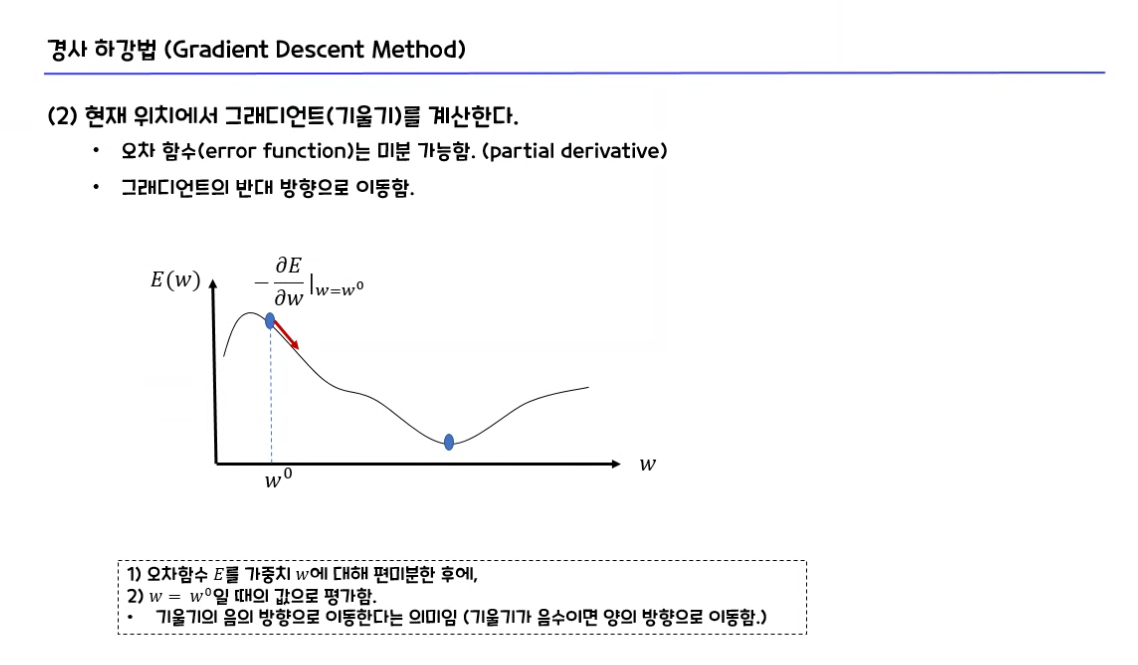 경사 하강법 (Gradient Descent Method)
(2) 현재 위치에서 그래디언트(기울기)를 계산한다.
• 오차 함수(error function)는 미분 가능함. (partial derivative)
• 그래디언트의 반대 방향으로 이동함.
E(w)
−∂E/∂w |w=w⁰
w
w⁰
1) 오차함수 E를 가중치 w에 대해 편미분한 후에,
2) w = w⁰일 때의 값으로 평가함.
• 기울기의 음의 방향으로 이동한다는 의미임 (기울기가 음수이면 양의 방향으로 이동함.)